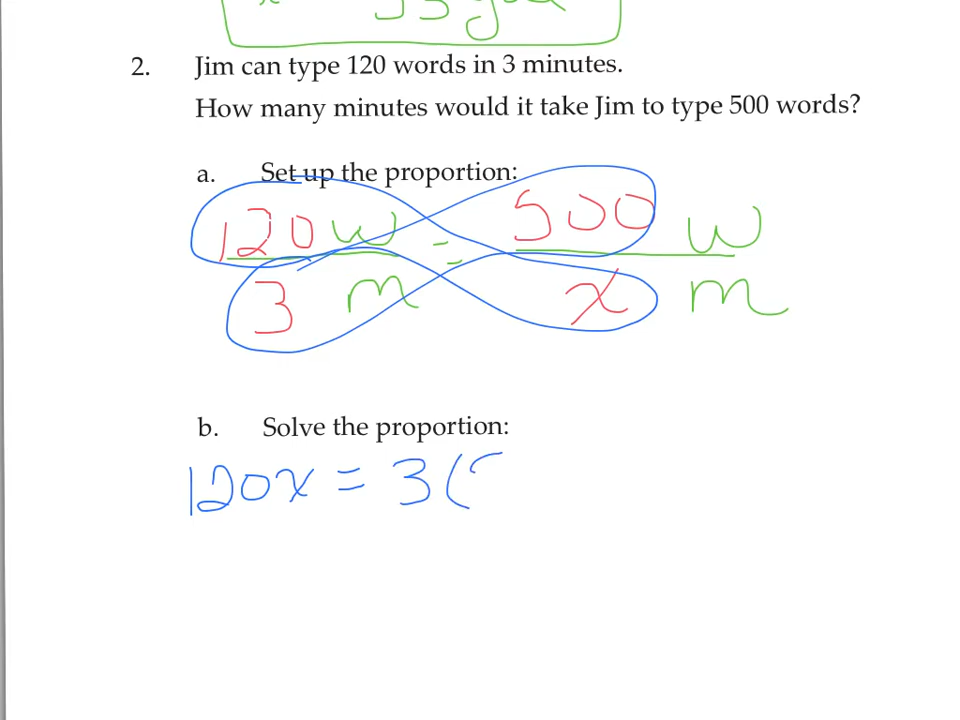 2. Jim can type 120 words in 3 minutes.
How many minutes would it take Jim to type 500 words?
a. Set up the proportion:
120 w = 500 w
3 m x m
b. Solve the proportion:
120x = 3(